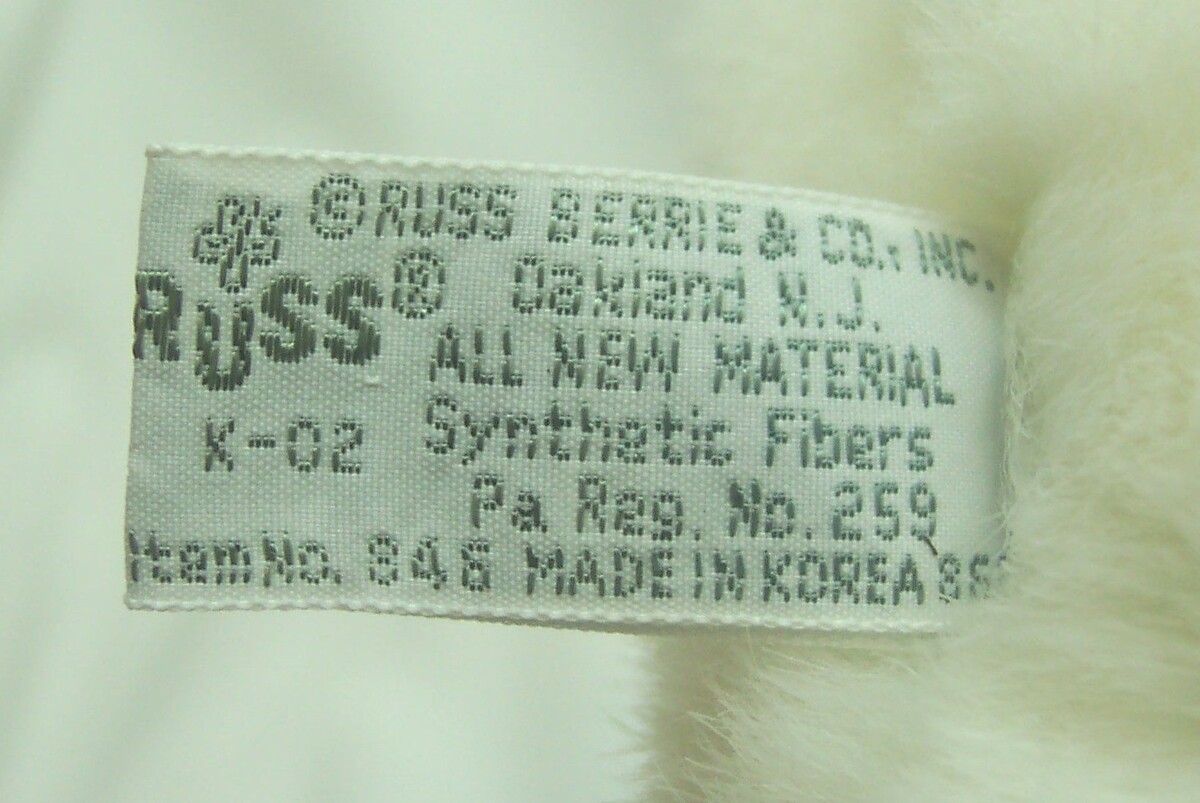 © RUSS BERRIE & CO., INC.
RUSS® Oakland N.J.
ALL NEW MATERIAL
K-02 Synthetic Fibers
Pa Reg. No. 259
Item No. 846 MADE IN KOREA